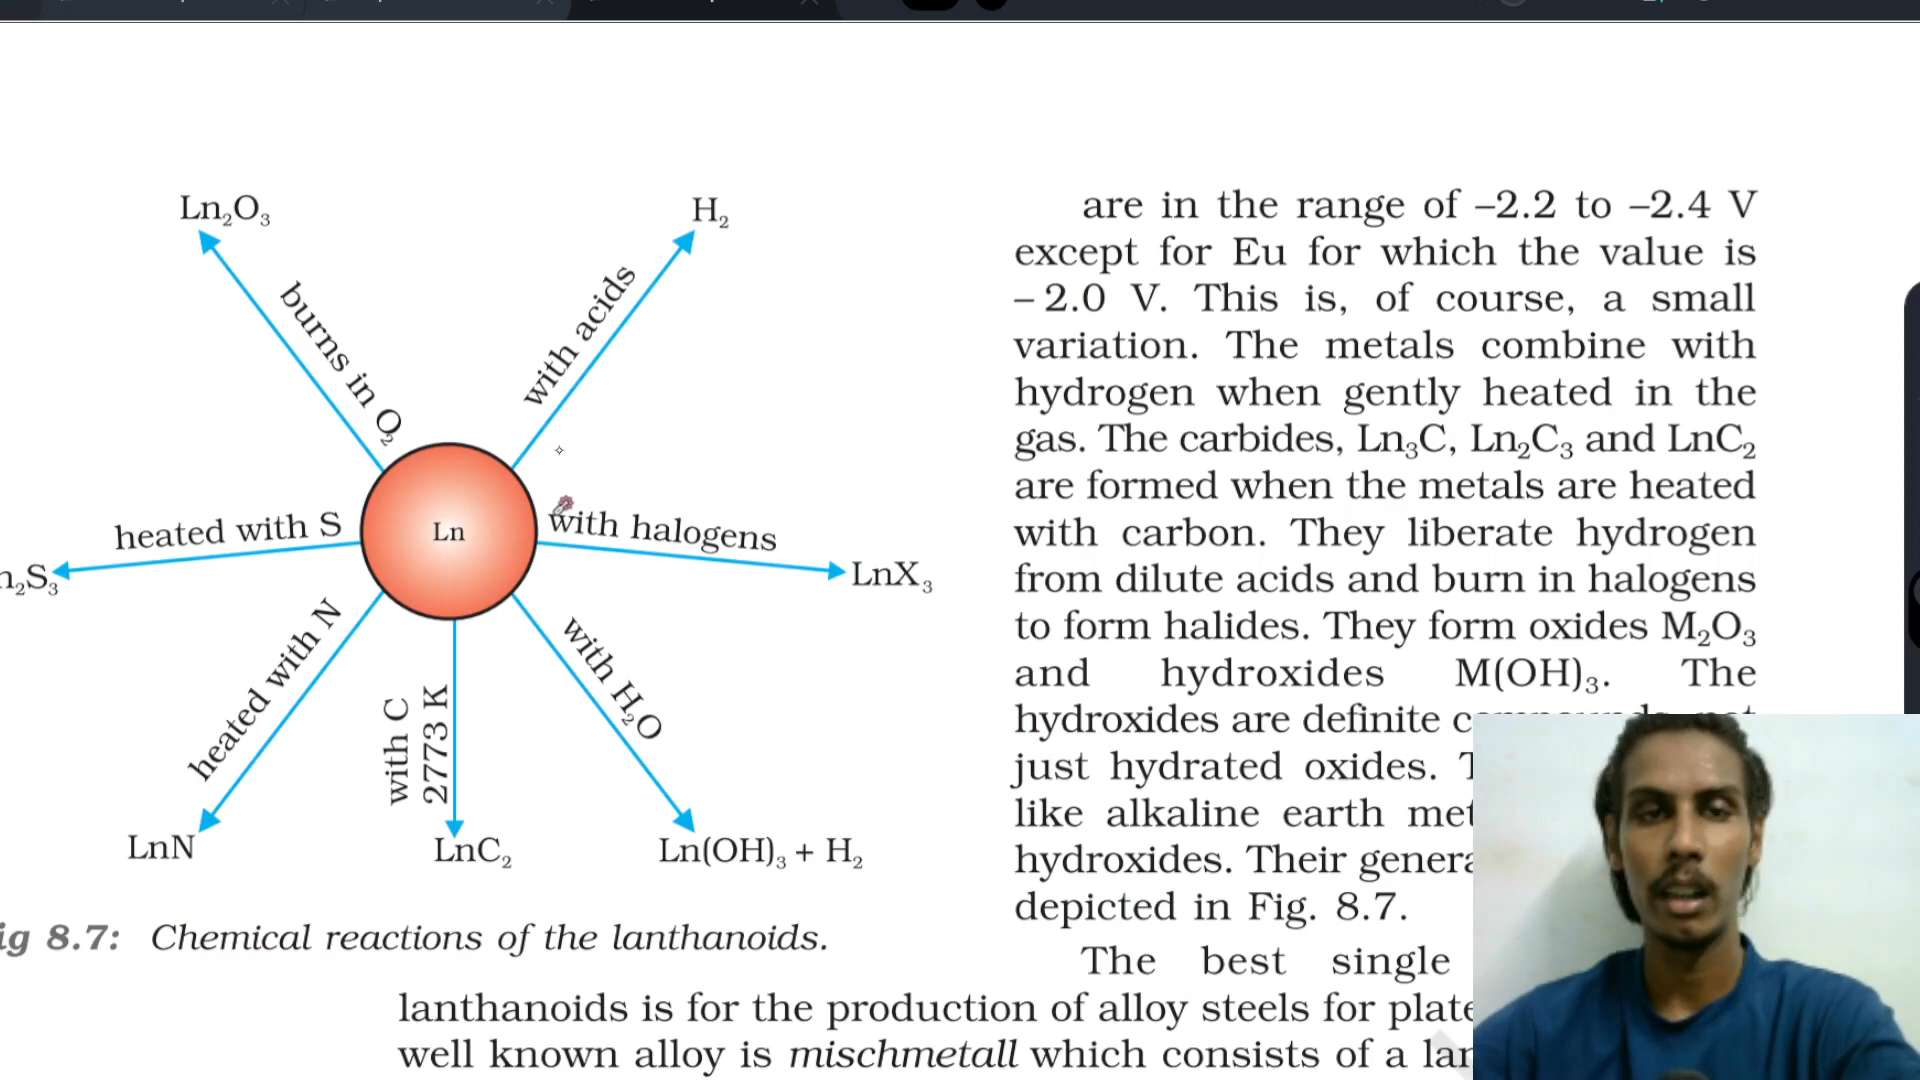 Ln₂O₃
H₂
burns in O₂
with acids
heated with S
Ln
with halogens
n₂S₃
LnX₃
heated with N
with C
2773 K
with H₂O
LnN
LnC₂
Ln(OH)₃ + H₂
ig 8.7: Chemical reactions of the lanthanoids.
are in the range of –2.2 to –2.4 V
except for Eu for which the value is
– 2.0 V. This is, of course, a small
variation. The metals combine with
hydrogen when gently heated in the
gas. The carbides, Ln₃C, Ln₂C₃ and LnC₂
are formed when the metals are heated
with carbon. They liberate hydrogen
from dilute acids and burn in halogens
to form halides. They form oxides M₂O₃
and hydroxides M(OH)₃. The
hydroxides are definite
just hydrated oxides.
like alkaline earth
hydroxides. Their
depicted in Fig. 8.7.
The best single
lanthanoids is for the production of alloy steels for
well known alloy is mischmetall which consists of a